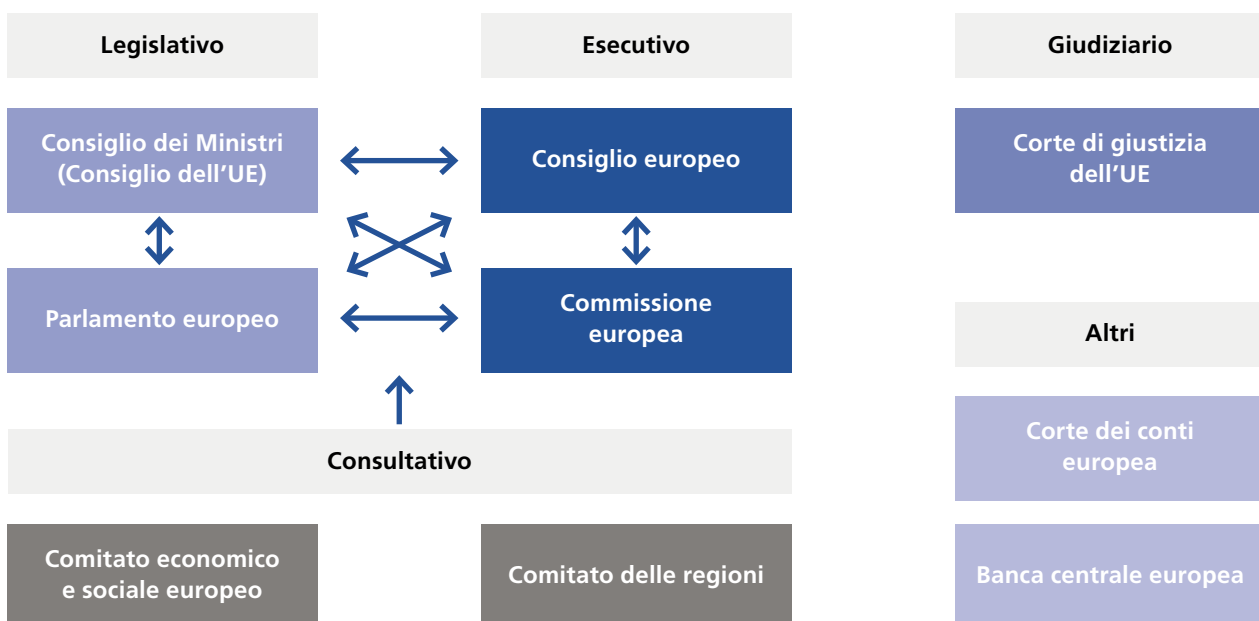 Legislativo
Esecutivo
Giudiziario
Consiglio dei Ministri
(Consiglio dell’UE)
Consiglio europeo
Corte di giustizia
dell’UE
Parlamento europeo
Commissione
europea
Altri
Corte dei conti
europea
Consultativo
Comitato economico
e sociale europeo
Comitato delle regioni
Banca centrale europea